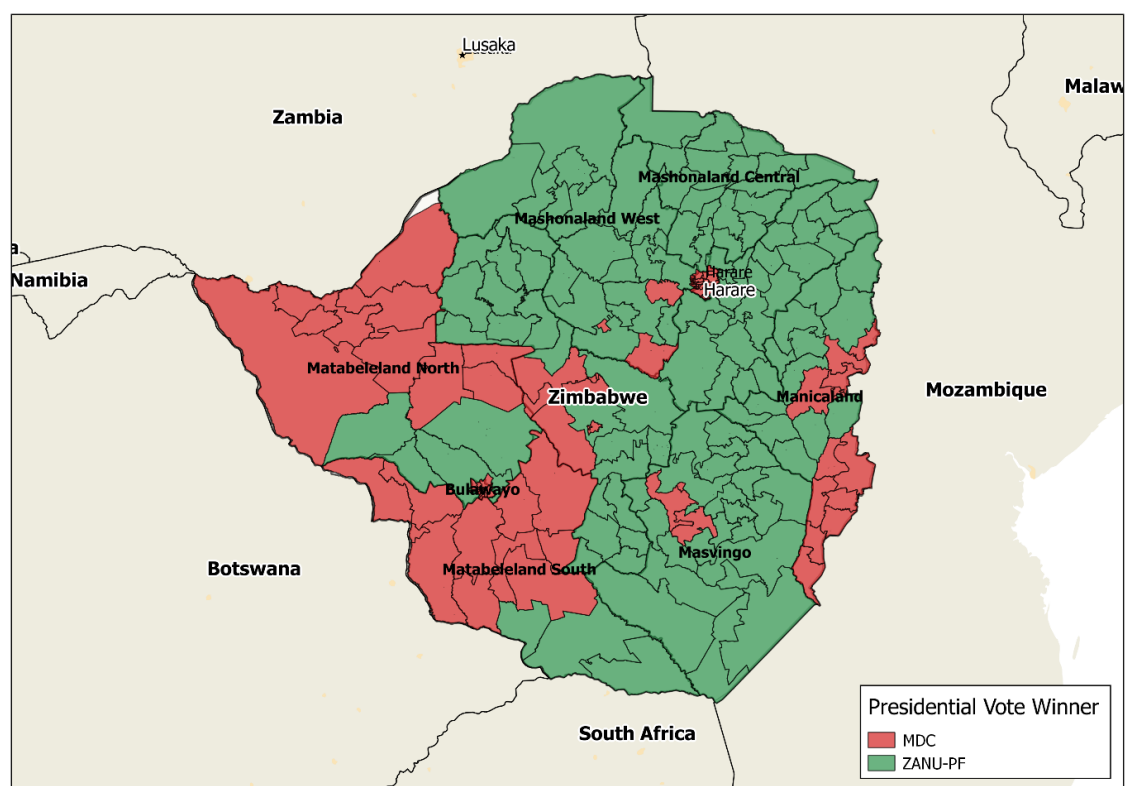 Lusaka
Malaw
Zambia
Mashonaland Central
Mashonaland West
a
Harare
Harare
Namibia
Matabeleland North
Zimbabwe
Manicaland
Mozambique
Bulawayo
Masvingo
Botswana
Matabeleland South
South Africa
Presidential Vote Winner
MDC
ZANU-PF